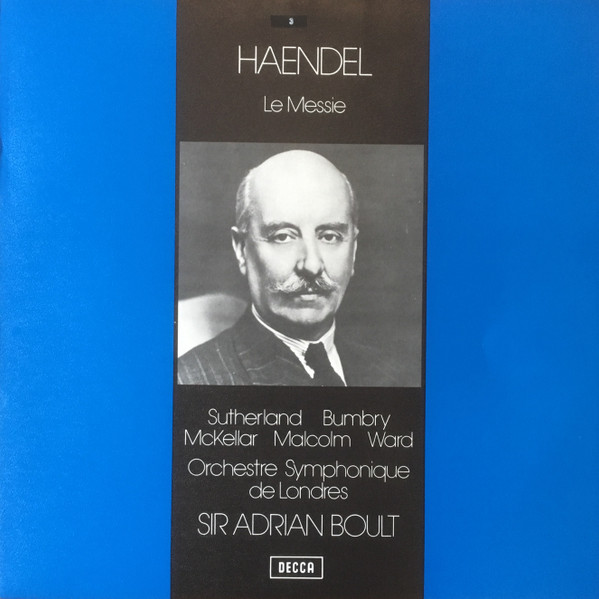 3
HAENDEL
Le Messie
Sutherland Bumbry
McKellar Malcolm Ward
Orchestre Symphonique
de Londres
SIR ADRIAN BOULT
DECCA